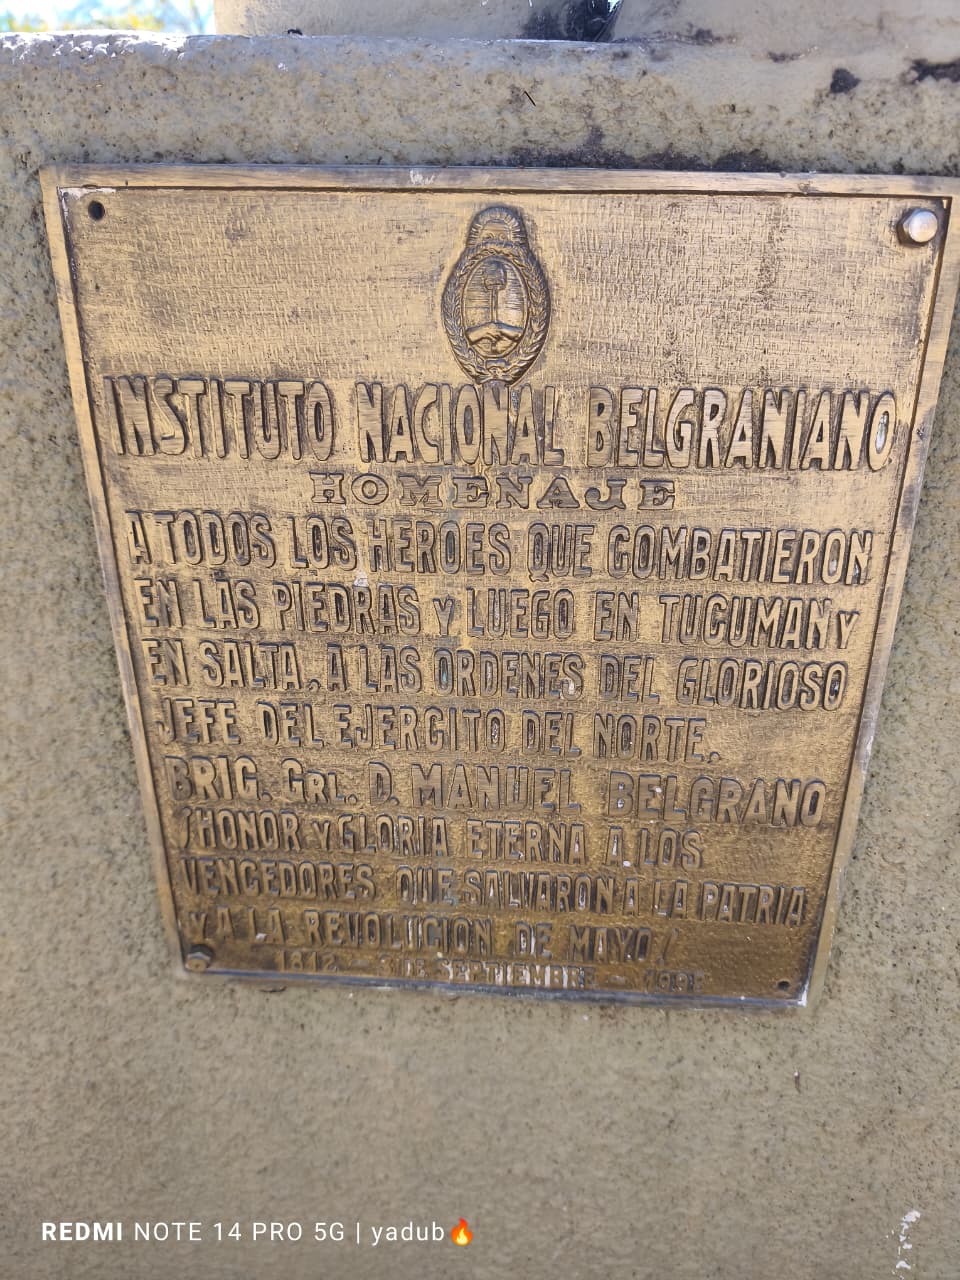 INSTITUTO NACIONAL BELGRANIANO
HOMENAJE
A TODOS LOS HEROES QUE COMBATIERON
EN LAS PIEDRAS Y LUEGO EN TUCUMAN Y
EN SALTA, A LAS ORDENES DEL GLORIOSO
JEFE DEL EJERCITO DEL NORTE.
BRIG. GRL. D. MANUEL BELGRANO
¡HONOR Y GLORIA ETERNA A LOS
VENCEDORES QUE SALVARON A LA PATRIA
Y A LA REVOLUCION DE MAYO!
1812 - 3 DE SEPTIEMBRE -
REDMI NOTE 14 PRO 5G | yadub🔥